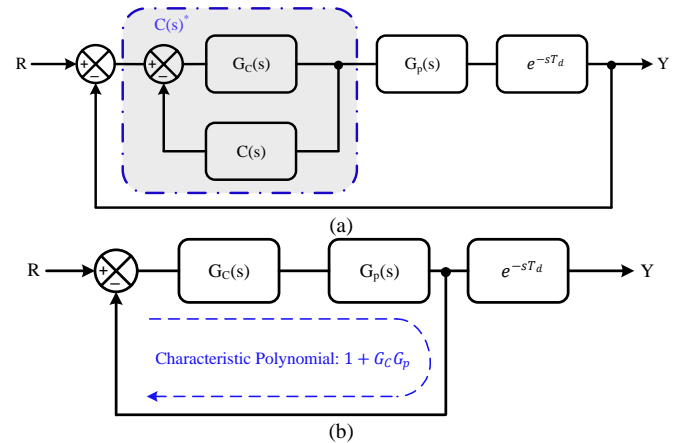 C(s)*
R
+
−
+
−
G_C(s)
G_p(s)
e^{-sT_d}
Y
C(s)
(a)
R
+
−
G_C(s)
G_p(s)
e^{-sT_d}
Y
Characteristic Polynomial: 1 + G_C G_p
(b)